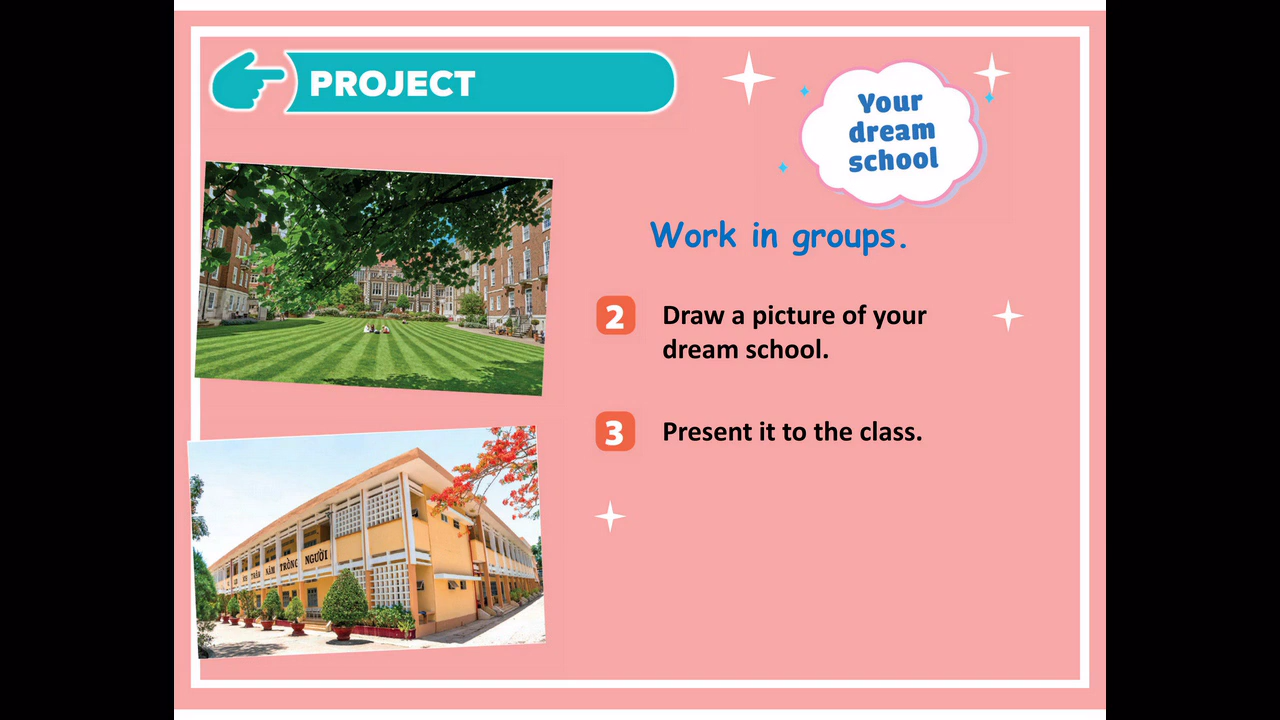 PROJECT
Your
dream
school
Work in groups.
2 Draw a picture of your
dream school.
3 Present it to the class.
NĂM TRỒNG NGƯỜI